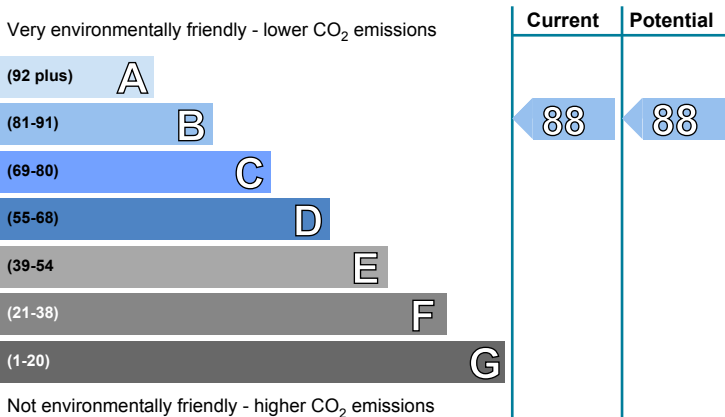 Very environmentally friendly - lower CO₂ emissions
Current
Potential
(92 plus) A
(81-91) B
88
88
(69-80) C
(55-68) D
(39-54 E
(21-38) F
(1-20) G
Not environmentally friendly - higher CO₂ emissions